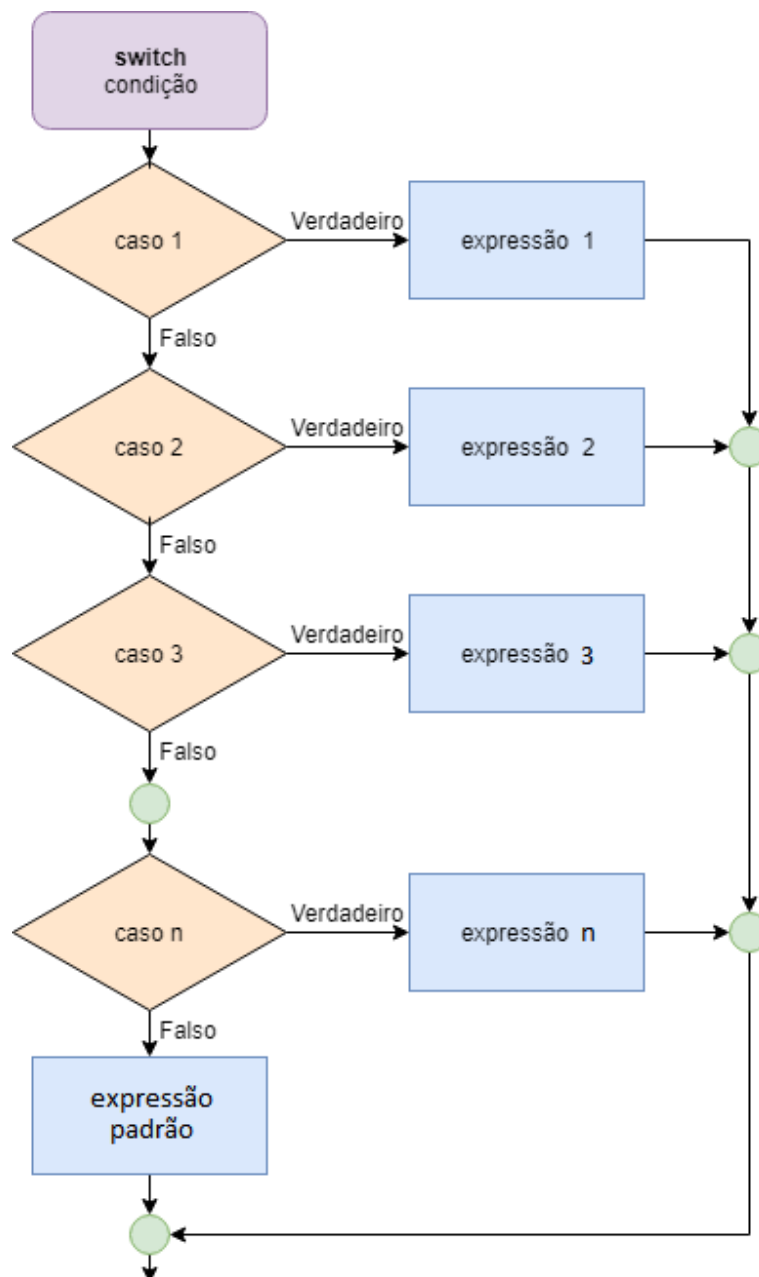 switch
condição
caso 1
Verdadeiro
expressão 1
Falso
caso 2
Verdadeiro
expressão 2
Falso
caso 3
Verdadeiro
expressão 3
Falso
caso n
Verdadeiro
expressão n
Falso
expressão
padrão